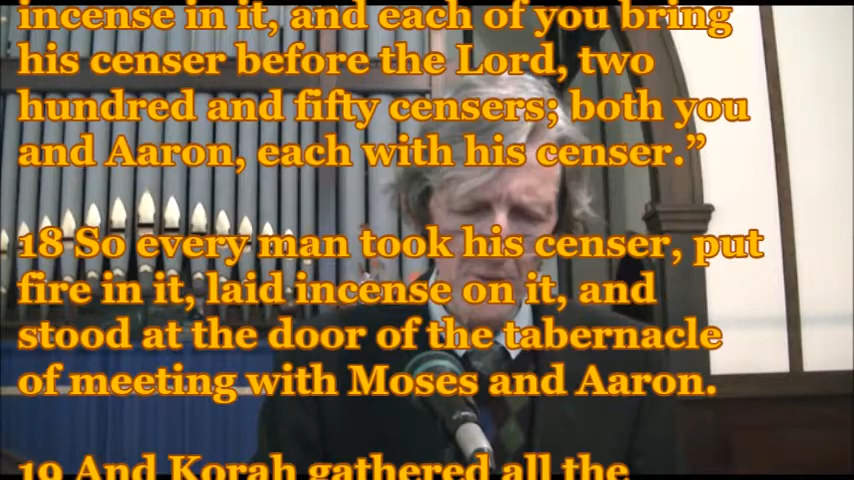 incense in it, and each of you bring
his censer before the Lord, two
hundred and fifty censers; both you
and Aaron, each with his censer.”
18 So every man took his censer, put
fire in it, laid incense on it, and
stood at the door of the tabernacle
of meeting with Moses and Aaron.
19 And Korah gathered all the